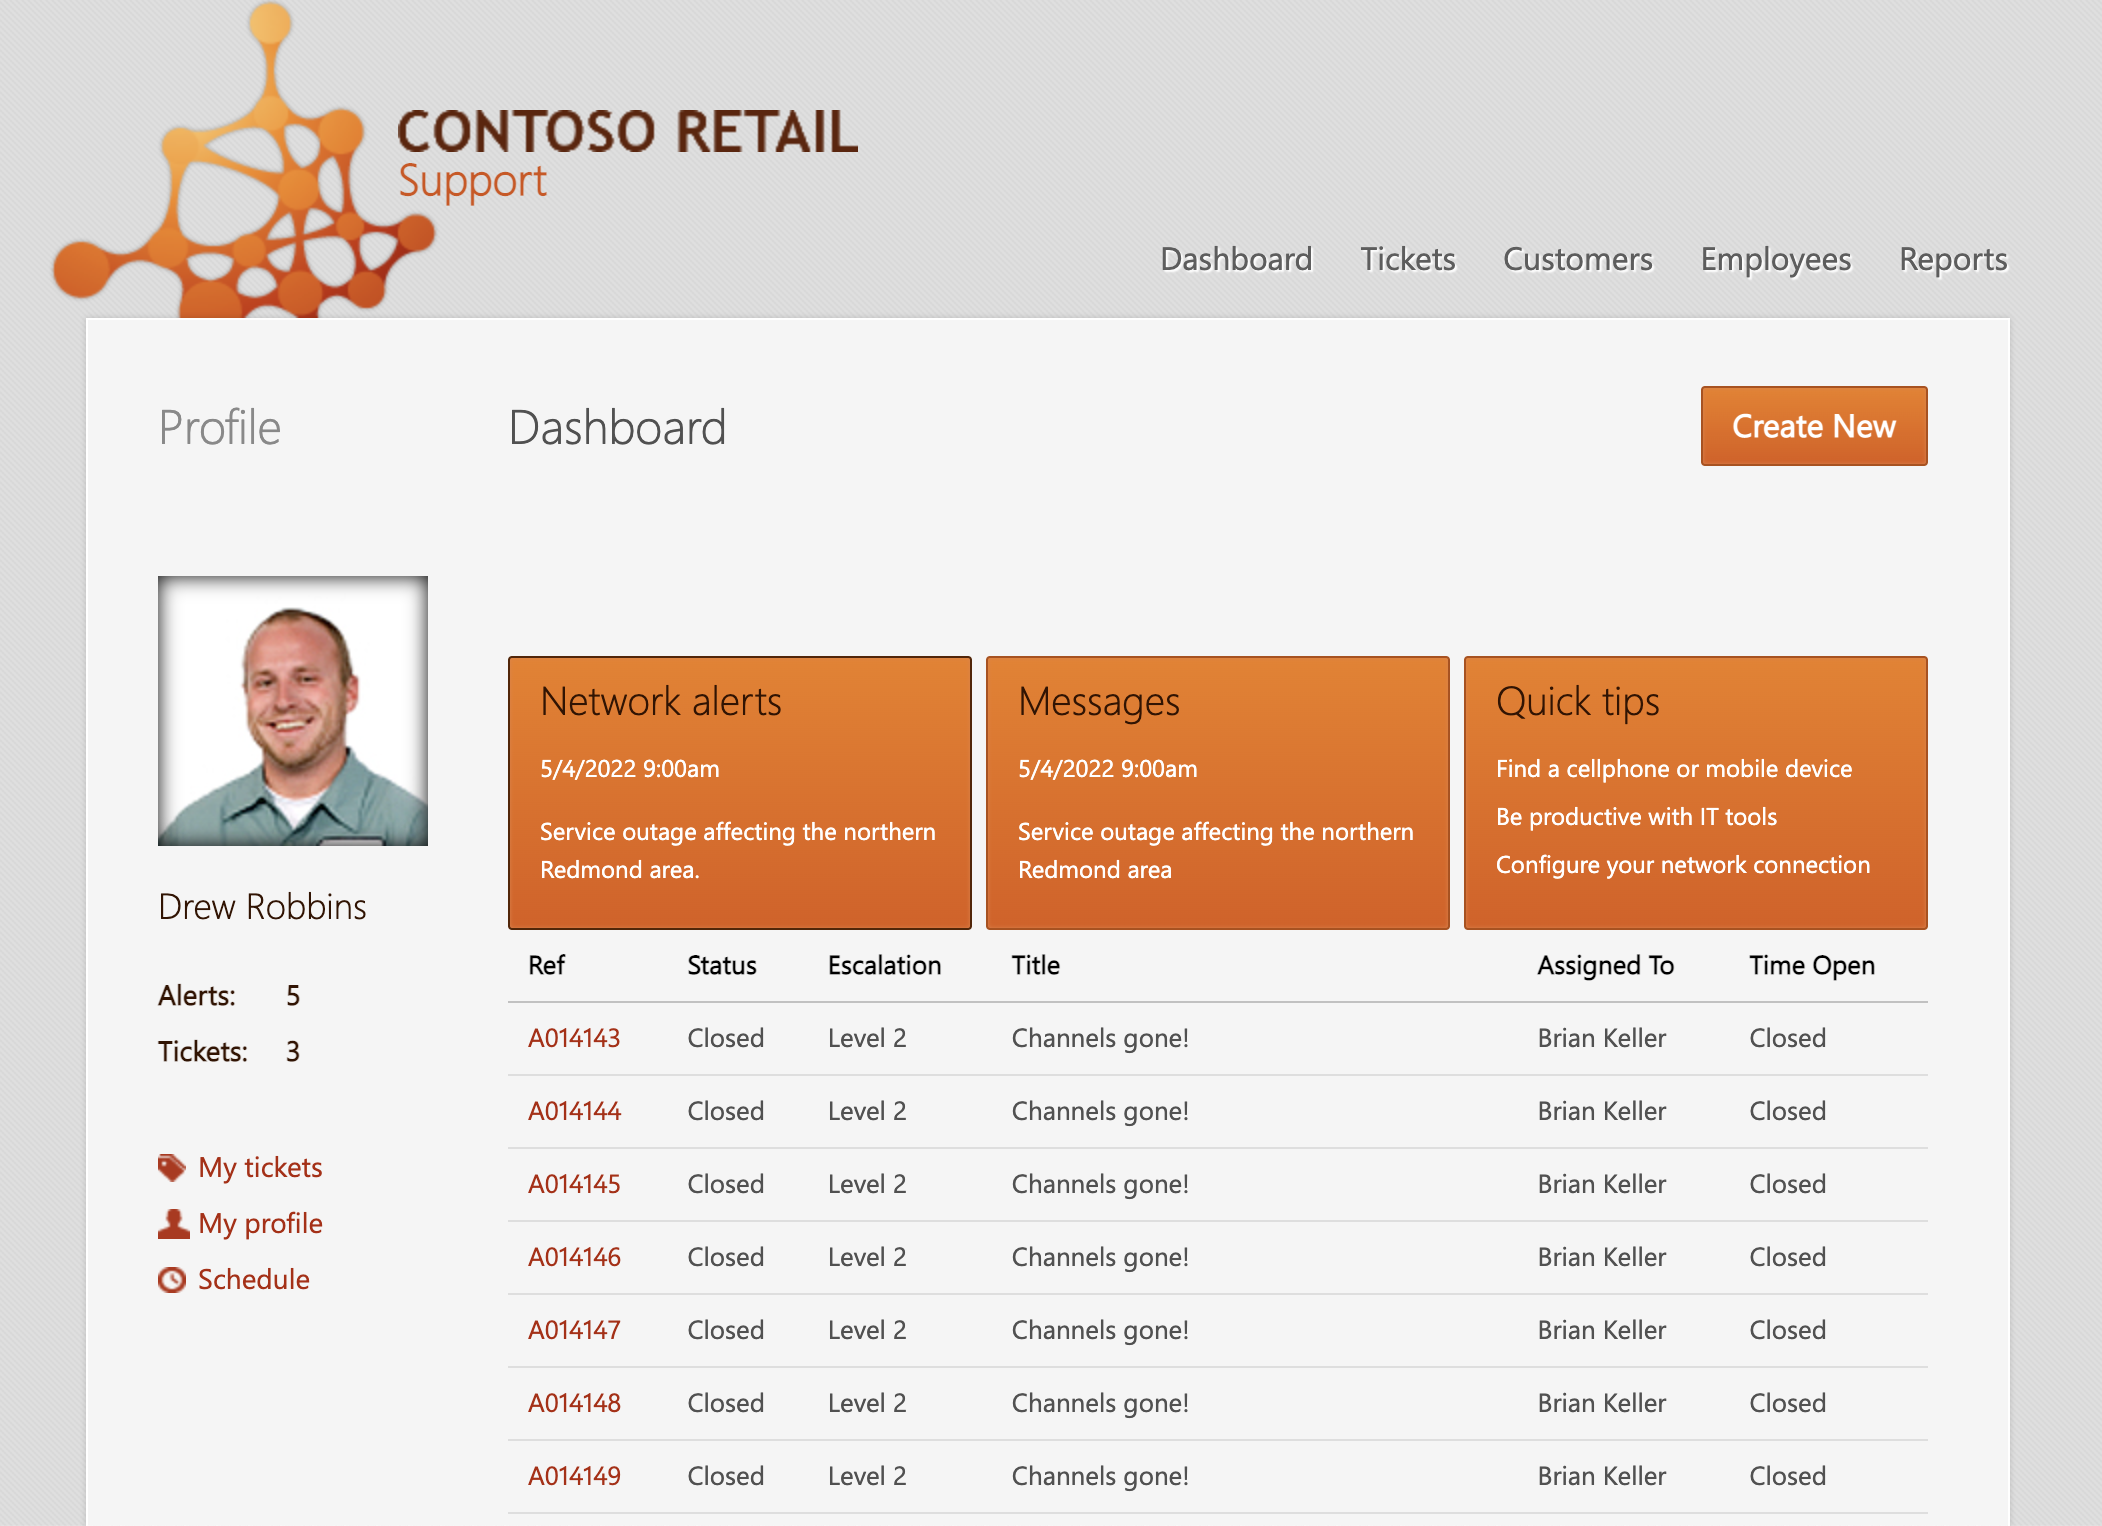 CONTOSO RETAIL
Support
Dashboard Tickets Customers Employees Reports
Profile
Dashboard
Create New
Drew Robbins
Alerts: 5
Tickets: 3
My tickets
My profile
Schedule
Network alerts
5/4/2022 9:00am
Service outage affecting the northern
Redmond area.
Messages
5/4/2022 9:00am
Service outage affecting the northern
Redmond area
Quick tips
Find a cellphone or mobile device
Be productive with IT tools
Configure your network connection
Ref Status Escalation Title Assigned To Time Open
A014143 Closed Level 2 Channels gone! Brian Keller Closed
A014144 Closed Level 2 Channels gone! Brian Keller Closed
A014145 Closed Level 2 Channels gone! Brian Keller Closed
A014146 Closed Level 2 Channels gone! Brian Keller Closed
A014147 Closed Level 2 Channels gone! Brian Keller Closed
A014148 Closed Level 2 Channels gone! Brian Keller Closed
A014149 Closed Level 2 Channels gone! Brian Keller Closed